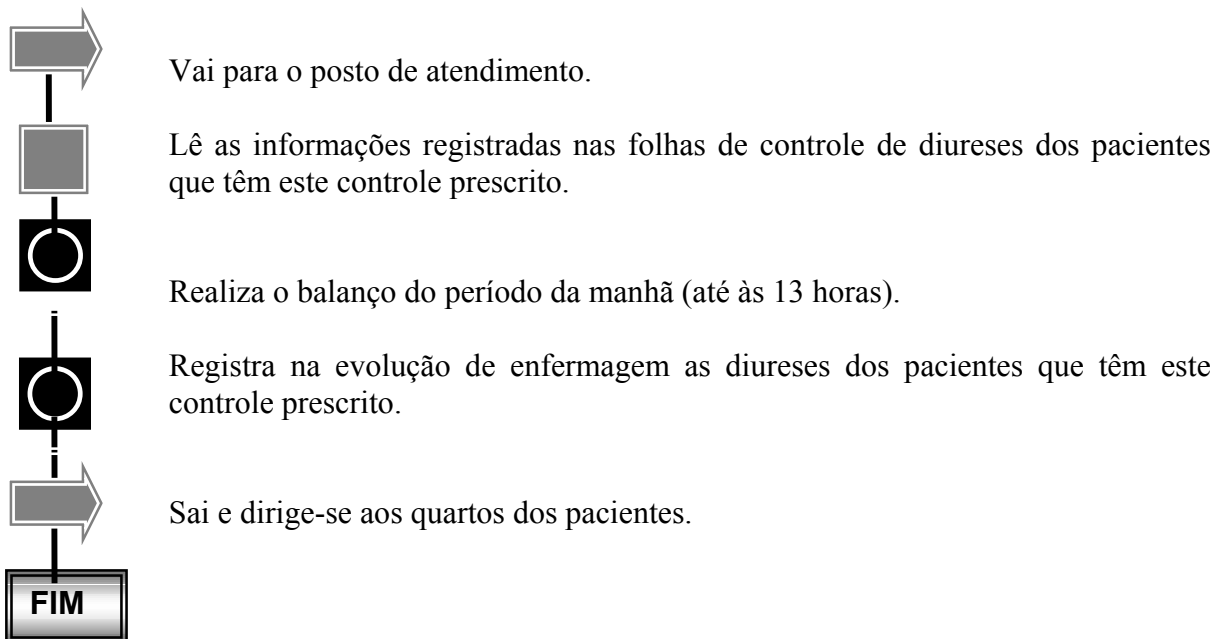 Vai para o posto de atendimento.
Lê as informações registradas nas folhas de controle de diureses dos pacientes
que têm este controle prescrito.
Realiza o balanço do período da manhã (até às 13 horas).
Registra na evolução de enfermagem as diureses dos pacientes que têm este
controle prescrito.
Sai e dirige-se aos quartos dos pacientes.
FIM